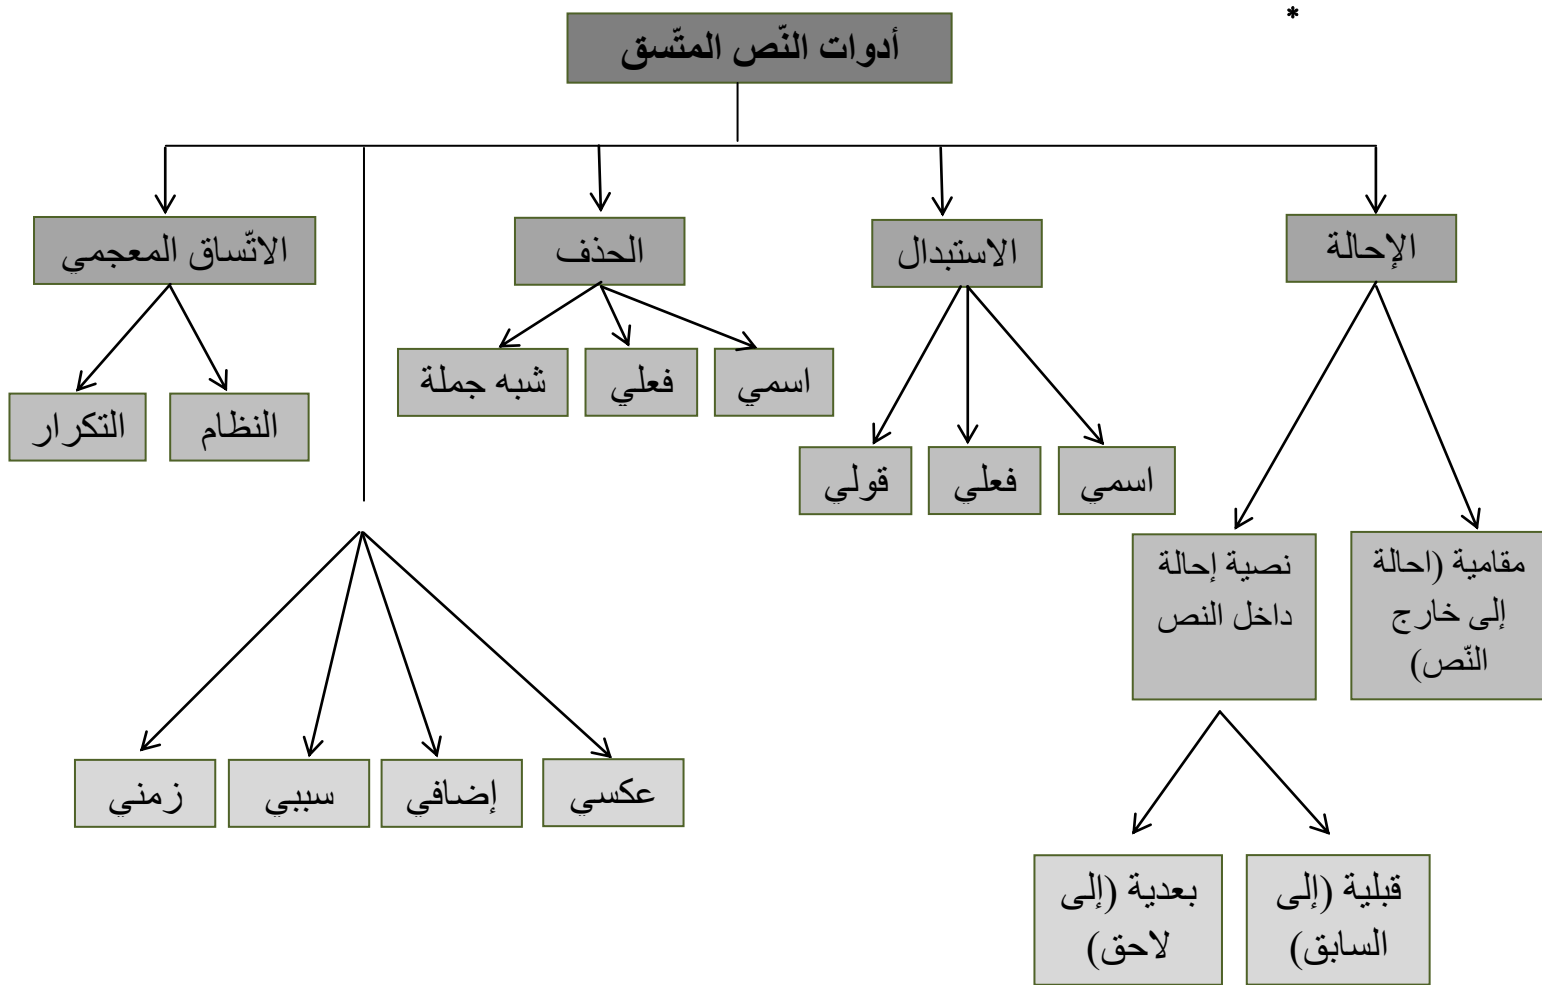 *
أدوات النّص المتّسق
الإحالة
الاستبدال
الحذف
الاتّساق المعجمي
اسمي
فعلي
شبه جملة
النظام
التكرار
اسمي
فعلي
قولي
مقامية (احالة
إلى خارج
النّص)
نصية إحالة
داخل النص
عكسي
إضافي
سببي
زمني
قبلية (إلى
السابق)
بعدية (إلى
لاحق)